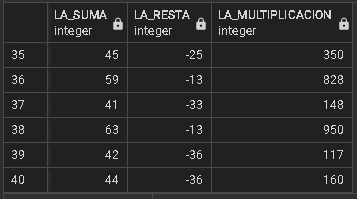 LA_SUMA LA_RESTA LA_MULTIPLICACION
integer integer integer
35 45 -25 350
36 59 -13 828
37 41 -33 148
38 63 -13 950
39 42 -36 117
40 44 -36 160